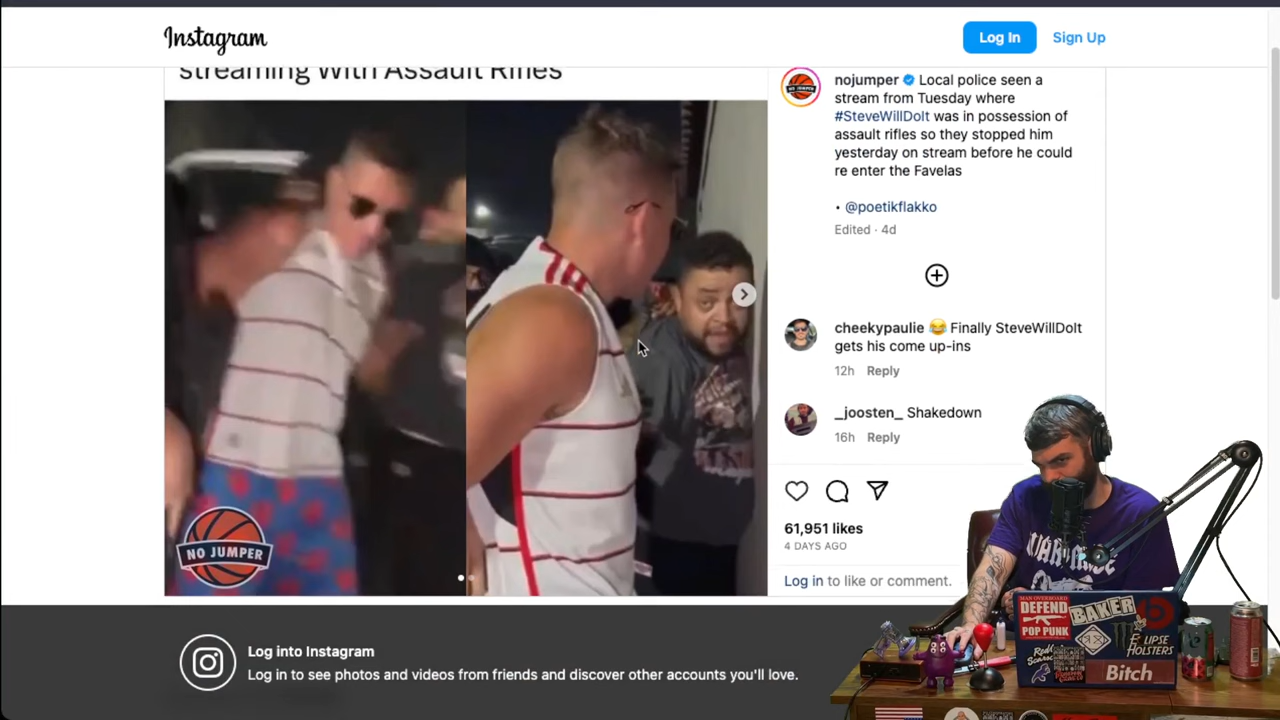 Instagram
Log In
Sign Up
streaming With Assault Rifles
nojumper Local police seen a
stream from Tuesday where
#SteveWillDoIt was in possession of
assault rifles so they stopped him
yesterday on stream before he could
re enter the Favelas
• @poetikflakko
Edited · 4d
cheekypaulie 😂 Finally SteveWillDoIt
gets his come up-ins
12h Reply
_joosten_ Shakedown
16h Reply
61,951 likes
4 DAYS AGO
Log in to like or comment.
NO JUMPER
Log into Instagram
Log in to see photos and videos from friends and discover other accounts you'll love.
MAN OVERBOARD
DEFEND
POP PUNK
BAKER
ECLIPSE
HOLSTERS
Bitch